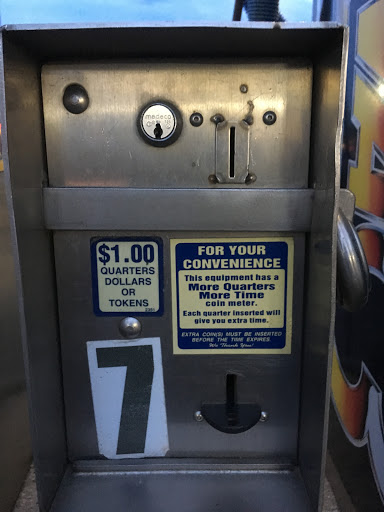 medeco
$1.00
QUARTERS
DOLLARS
OR
TOKENS
FOR YOUR
CONVENIENCE
This equipment has a
More Quarters
More Time
coin meter.
Each quarter inserted will
give you extra time.
EXTRA COIN(S) MUST BE INSERTED
BEFORE THE TIME EXPIRES.
We Thank You!
7